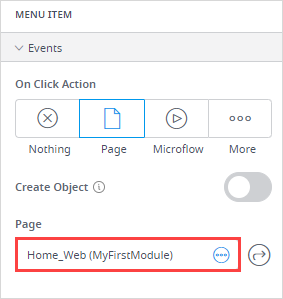 MENU ITEM
Events
On Click Action
Nothing Page Microflow More
Create Object
Page
Home_Web (MyFirstModule)